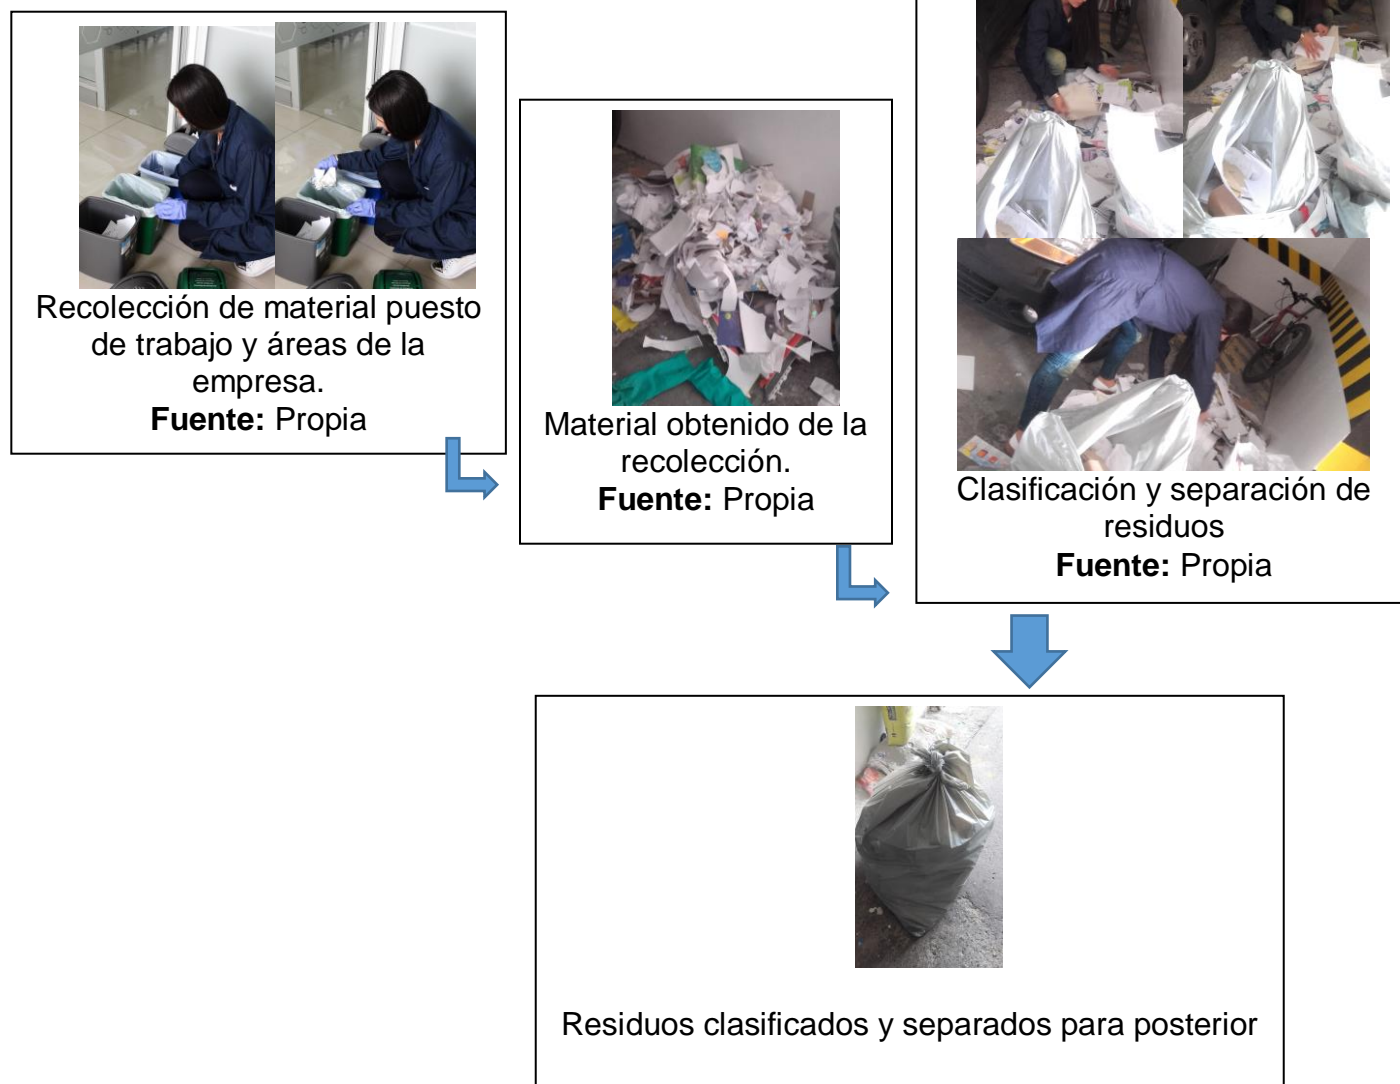 Recolección de material puesto
de trabajo y áreas de la
empresa.
Fuente: Propia
Material obtenido de la
recolección.
Fuente: Propia
Clasificación y separación de
residuos
Fuente: Propia
Residuos clasificados y separados para posterior